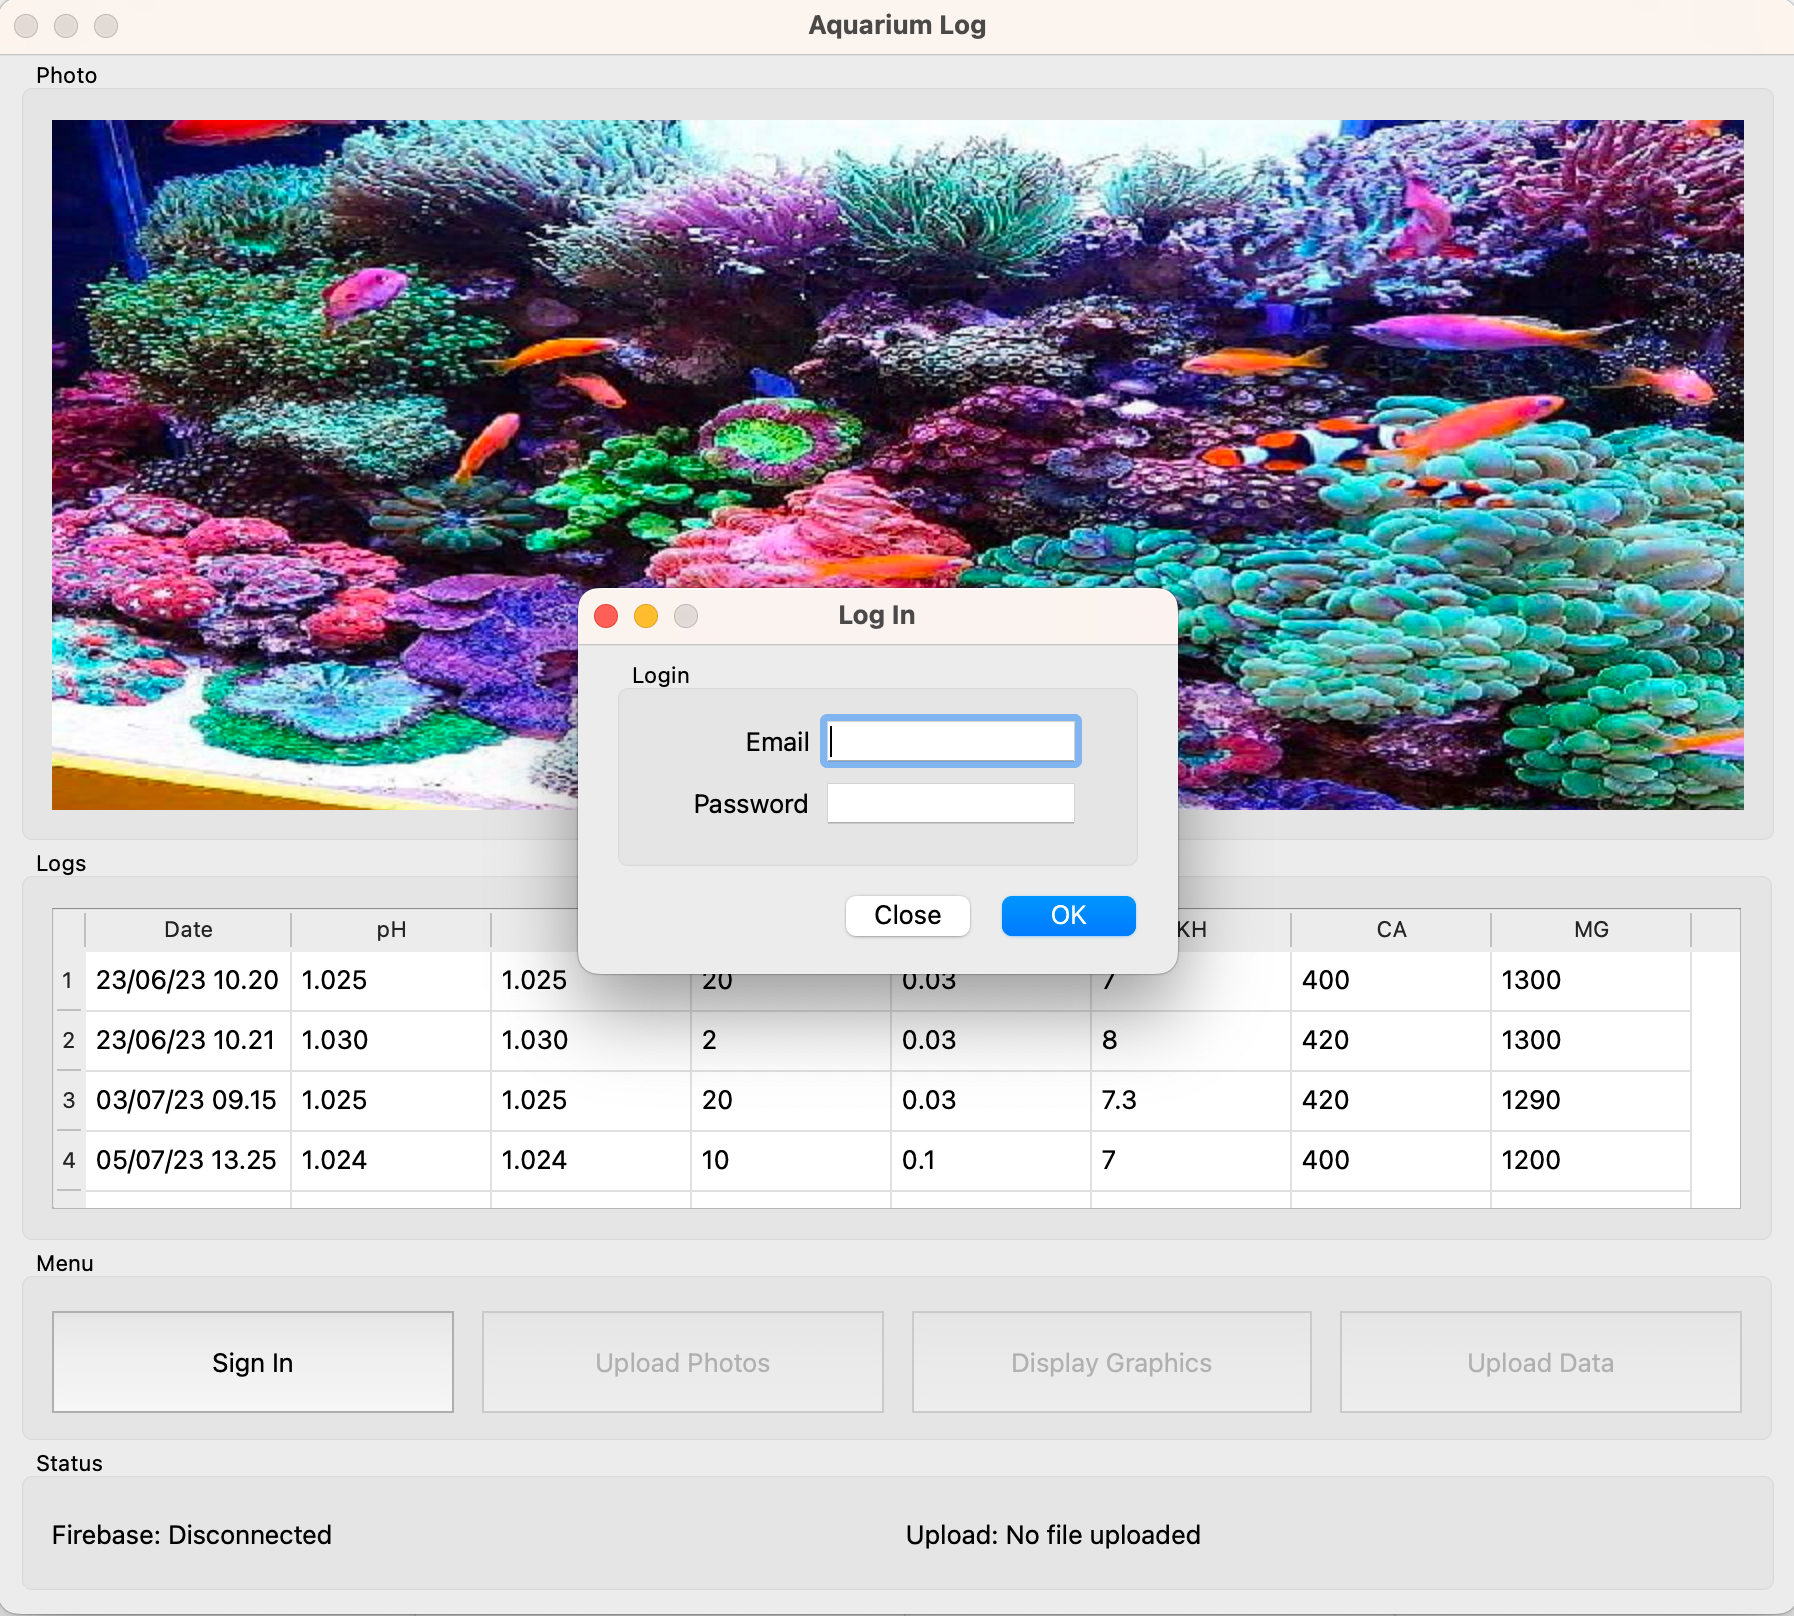 Aquarium Log
Photo
Log In
Login
Email
Password
Close OK
Logs
Date pH KH CA MG
1 23/06/23 10.20 1.025 1.025 20 0.03 7 400 1300
2 23/06/23 10.21 1.030 1.030 2 0.03 8 420 1300
3 03/07/23 09.15 1.025 1.025 20 0.03 7.3 420 1290
4 05/07/23 13.25 1.024 1.024 10 0.1 7 400 1200
Menu
Sign In Upload Photos Display Graphics Upload Data
Status
Firebase: Disconnected Upload: No file uploaded